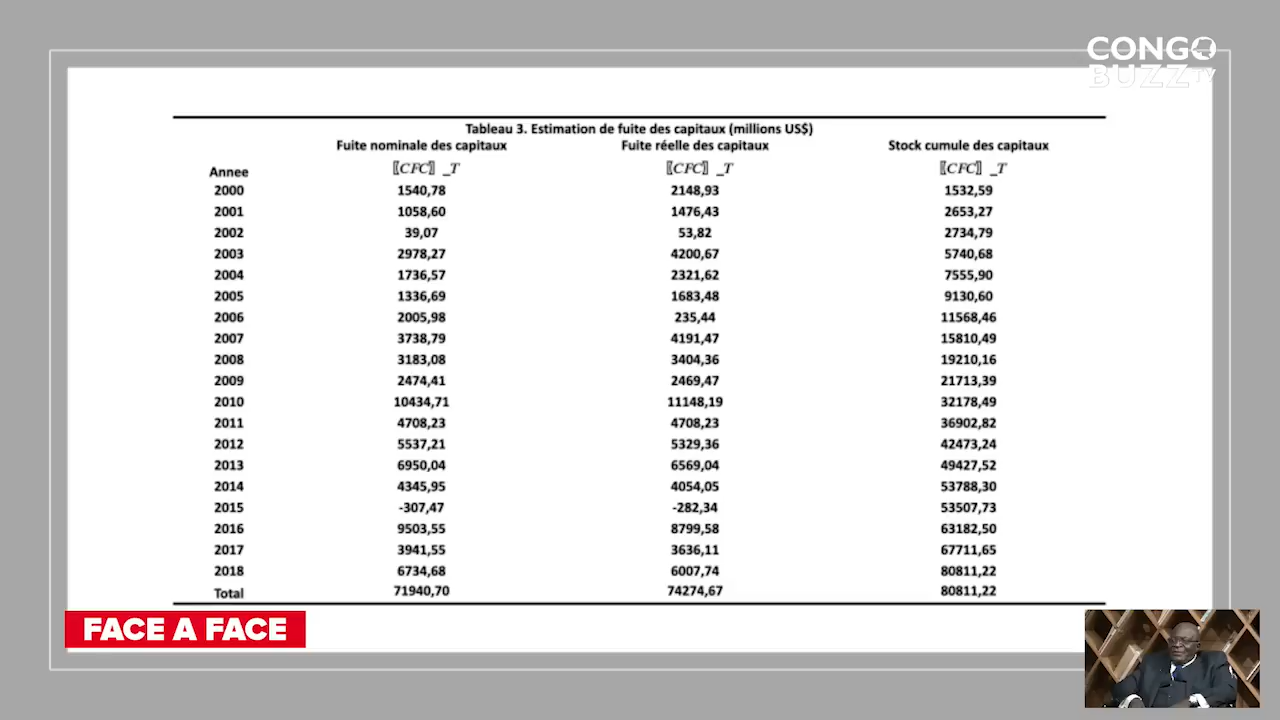 CONGO
BUZZ TV
Tableau 3. Estimation de fuite des capitaux (millions US$)
Fuite nominale des capitaux Fuite réelle des capitaux Stock cumule des capitaux
Annee 〖CFC〗_T 〖CFC〗_T 〖CFC〗_T
2000 1540,78 2148,93 1532,59
2001 1058,60 1476,43 2653,27
2002 39,07 53,82 2734,79
2003 2978,27 4200,67 5740,68
2004 1736,57 2321,62 7555,90
2005 1336,69 1683,48 9130,60
2006 2005,98 235,44 11568,46
2007 3738,79 4191,47 15810,49
2008 3183,08 3404,36 19210,16
2009 2474,41 2469,47 21713,39
2010 10434,71 11148,19 32178,49
2011 4708,23 4708,23 36902,82
2012 5537,21 5329,36 42473,24
2013 6950,04 6569,04 49427,52
2014 4345,95 4054,05 53788,30
2015 -307,47 -282,34 53507,73
2016 9503,55 8799,58 63182,50
2017 3941,55 3636,11 67711,65
2018 6734,68 6007,74 80811,22
Total 71940,70 74274,67 80811,22
FACE A FACE